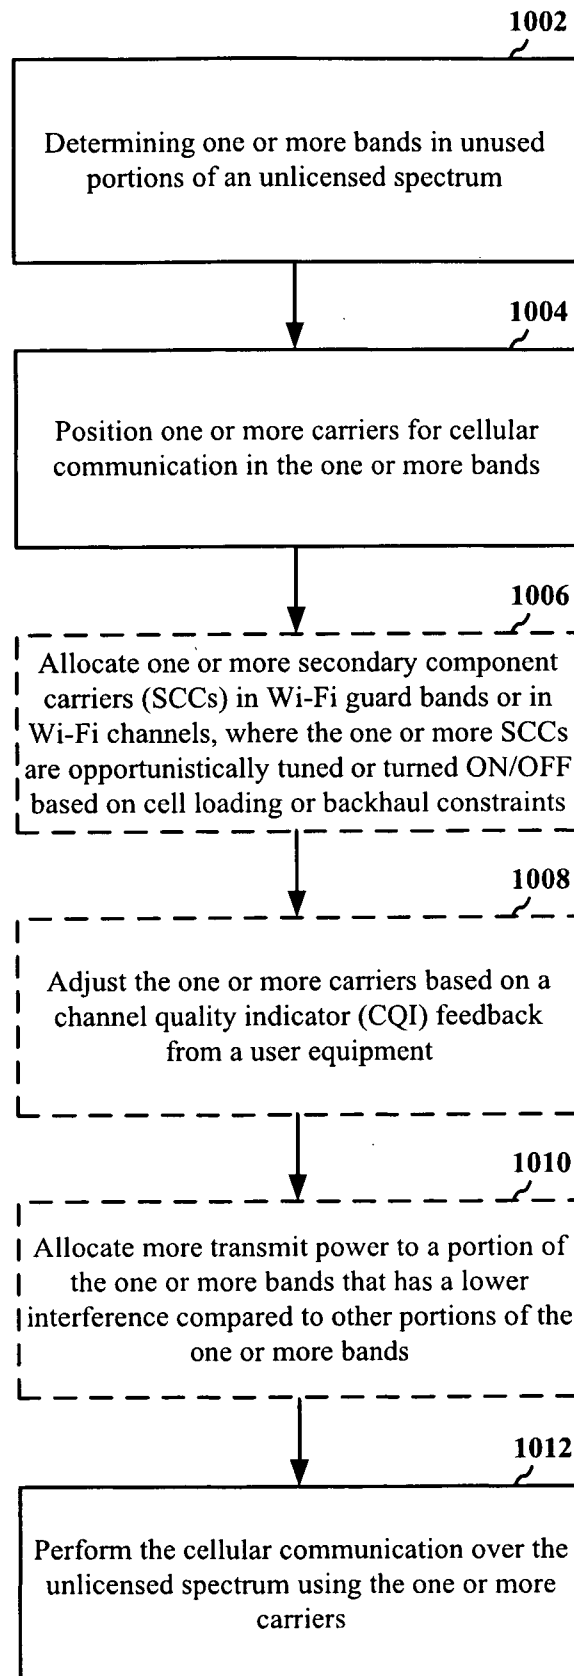 1002
Determining one or more bands in unused
portions of an unlicensed spectrum
1004
Position one or more carriers for cellular
communication in the one or more bands
1006
Allocate one or more secondary component
carriers (SCCs) in Wi-Fi guard bands or in
Wi-Fi channels, where the one or more SCCs
are opportunistically tuned or turned ON/OFF
based on cell loading or backhaul constraints
1008
Adjust the one or more carriers based on a
channel quality indicator (CQI) feedback
from a user equipment
1010
Allocate more transmit power to a portion of
the one or more bands that has a lower
interference compared to other portions of the
one or more bands
1012
Perform the cellular communication over the
unlicensed spectrum using the one or more
carriers